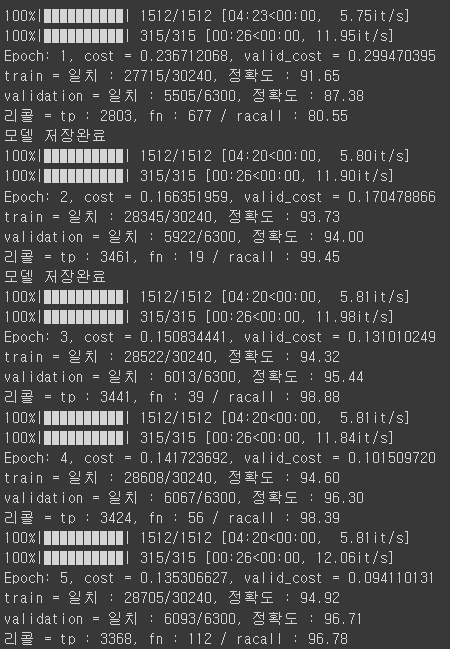 100%|██████████| 1512/1512 [04:23<00:00,  5.75it/s]
100%|██████████| 315/315 [00:26<00:00, 11.95it/s]
Epoch: 1, cost = 0.236712068, valid_cost = 0.299470395
train = 일치 : 27715/30240, 정확도 : 91.65
validation = 일치 : 5505/6300, 정확도 : 87.38
리콜 = tp : 2803, fn : 677 / racall : 80.55
모델 저장완료
100%|██████████| 1512/1512 [04:20<00:00,  5.80it/s]
100%|██████████| 315/315 [00:26<00:00, 11.90it/s]
Epoch: 2, cost = 0.166351959, valid_cost = 0.170478866
train = 일치 : 28345/30240, 정확도 : 93.73
validation = 일치 : 5922/6300, 정확도 : 94.00
리콜 = tp : 3461, fn : 19 / racall : 99.45
모델 저장완료
100%|██████████| 1512/1512 [04:20<00:00,  5.81it/s]
100%|██████████| 315/315 [00:26<00:00, 11.98it/s]
Epoch: 3, cost = 0.150834441, valid_cost = 0.131010249
train = 일치 : 28522/30240, 정확도 : 94.32
validation = 일치 : 6013/6300, 정확도 : 95.44
리콜 = tp : 3441, fn : 39 / racall : 98.88
100%|██████████| 1512/1512 [04:20<00:00,  5.81it/s]
100%|██████████| 315/315 [00:26<00:00, 11.84it/s]
Epoch: 4, cost = 0.141723692, valid_cost = 0.101509720
train = 일치 : 28608/30240, 정확도 : 94.60
validation = 일치 : 6067/6300, 정확도 : 96.30
리콜 = tp : 3424, fn : 56 / racall : 98.39
100%|██████████| 1512/1512 [04:20<00:00,  5.81it/s]
100%|██████████| 315/315 [00:26<00:00, 12.06it/s]
Epoch: 5, cost = 0.135306627, valid_cost = 0.094110131
train = 일치 : 28705/30240, 정확도 : 94.92
validation = 일치 : 6093/6300, 정확도 : 96.71
리콜 = tp : 3368, fn : 112 / racall : 96.78